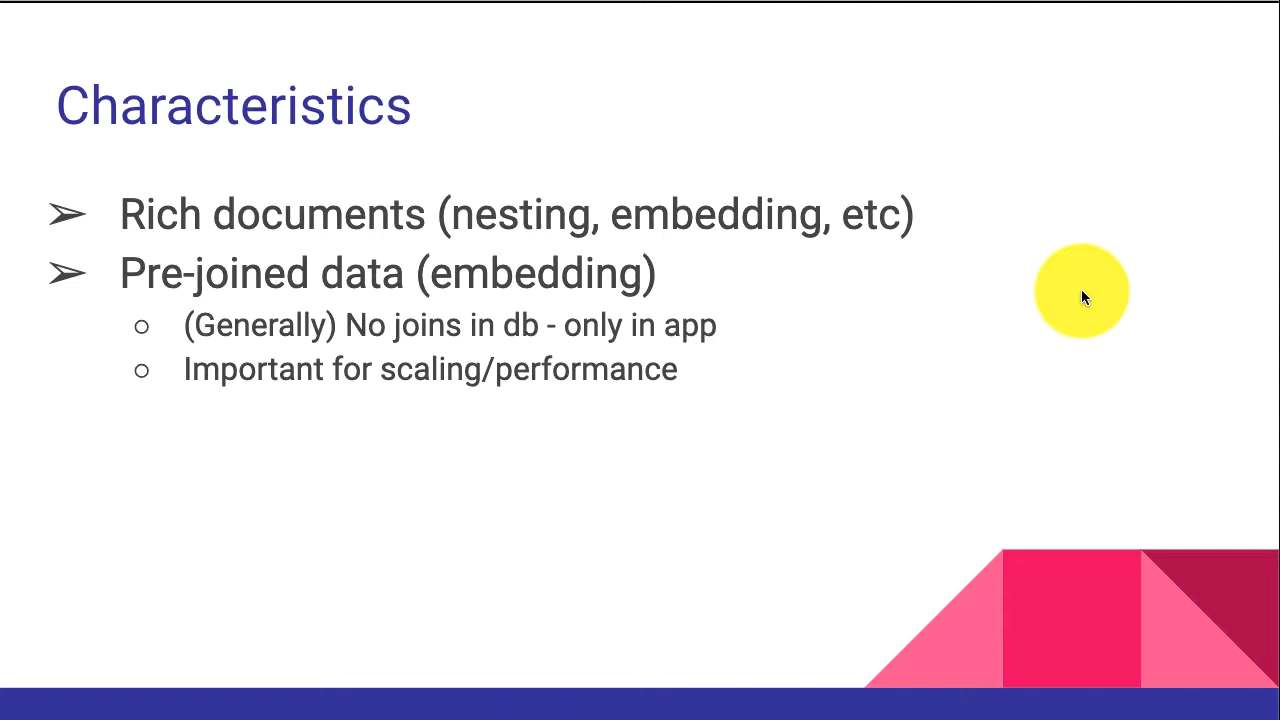 Characteristics
➢ Rich documents (nesting, embedding, etc)
➢ Pre-joined data (embedding)
○ (Generally) No joins in db - only in app
○ Important for scaling/performance